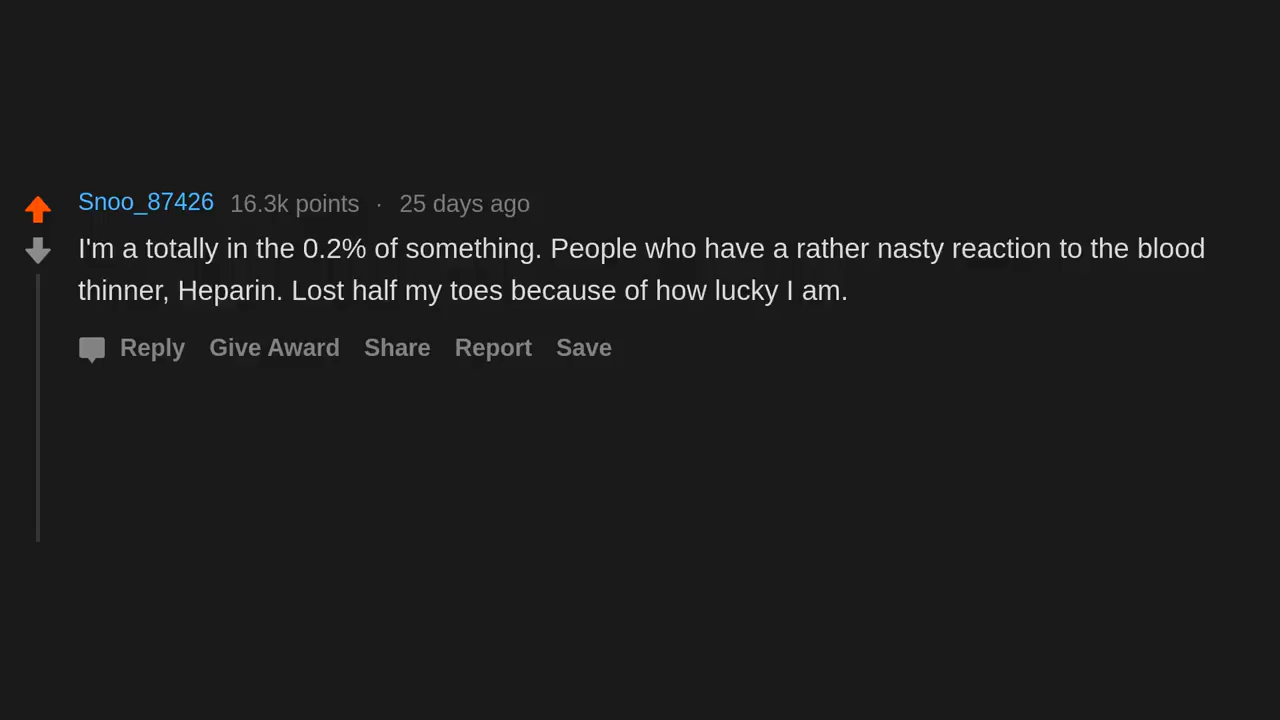 Snoo_87426 16.3k points · 25 days ago
I'm a totally in the 0.2% of something. People who have a rather nasty reaction to the blood
thinner, Heparin. Lost half my toes because of how lucky I am.
Reply Give Award Share Report Save